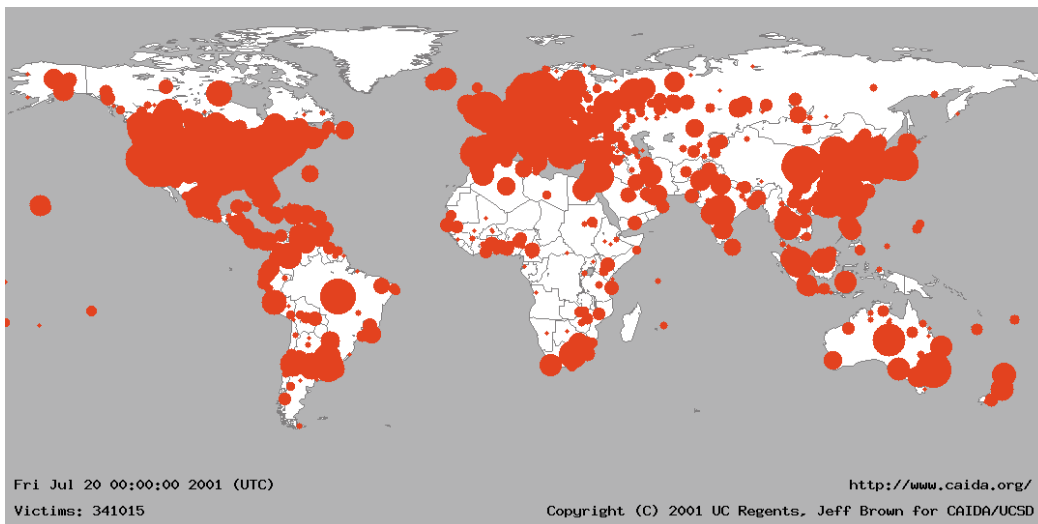 Fri Jul 20 00:00:00 2001 (UTC)
http://www.caida.org/
Victims: 341015
Copyright (C) 2001 UC Regents, Jeff Brown for CAIDA/UCSD